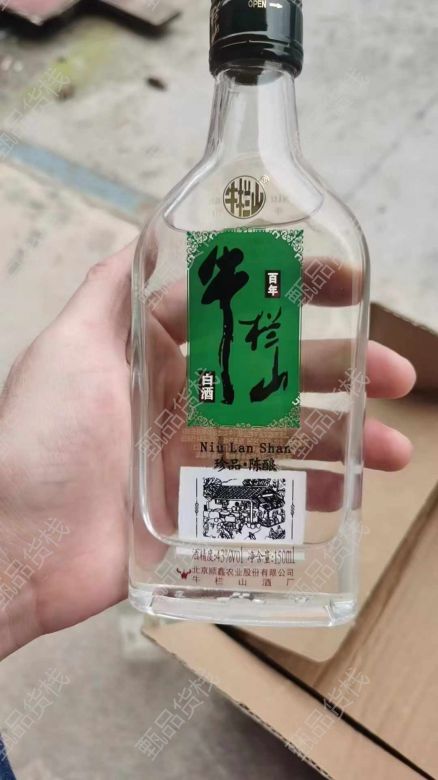 OPEN
牛栏山
百年
牛栏山
白酒
Niu Lan Shan
珍品·陈酿
酒精度:43%vol 净含量:150ml
北京顺鑫农业股份有限公司
牛栏山酒厂
甄品货栈